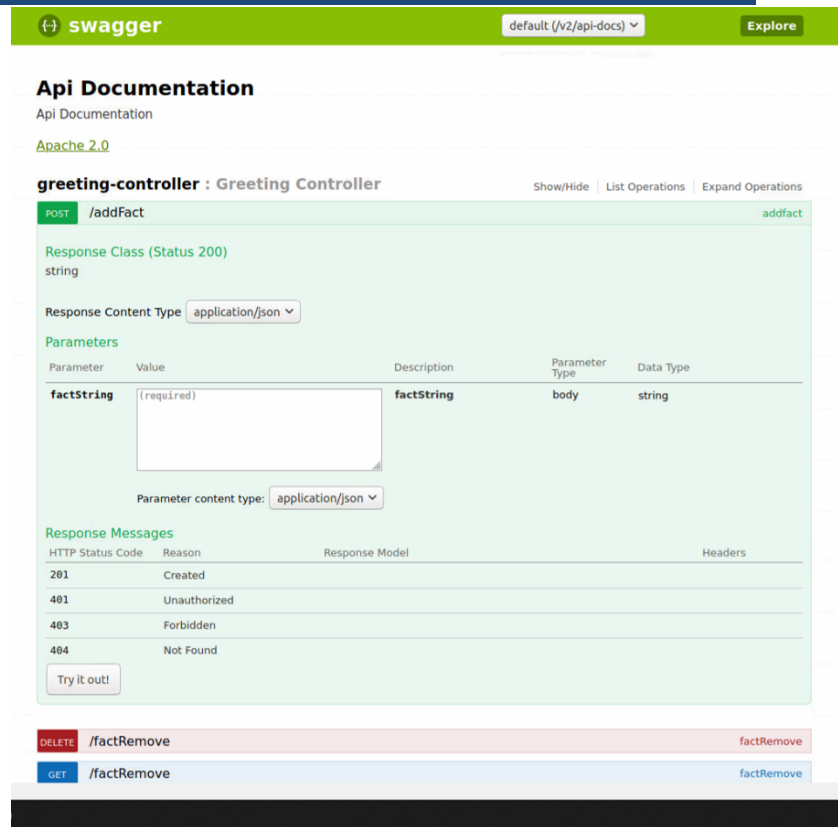 swagger default (/v2/api-docs) Explore
Api Documentation
Api Documentation
Apache 2.0
greeting-controller : Greeting Controller Show/Hide List Operations Expand Operations
POST /addFact addfact
Response Class (Status 200)
string
Response Content Type application/json
Parameters
Parameter Value Description Parameter Type Data Type
factString (required) factString body string
Parameter content type: application/json
Response Messages
HTTP Status Code Reason Response Model Headers
201 Created
401 Unauthorized
403 Forbidden
404 Not Found
Try it out!
DELETE /factRemove factRemove
GET /factRemove factRemove